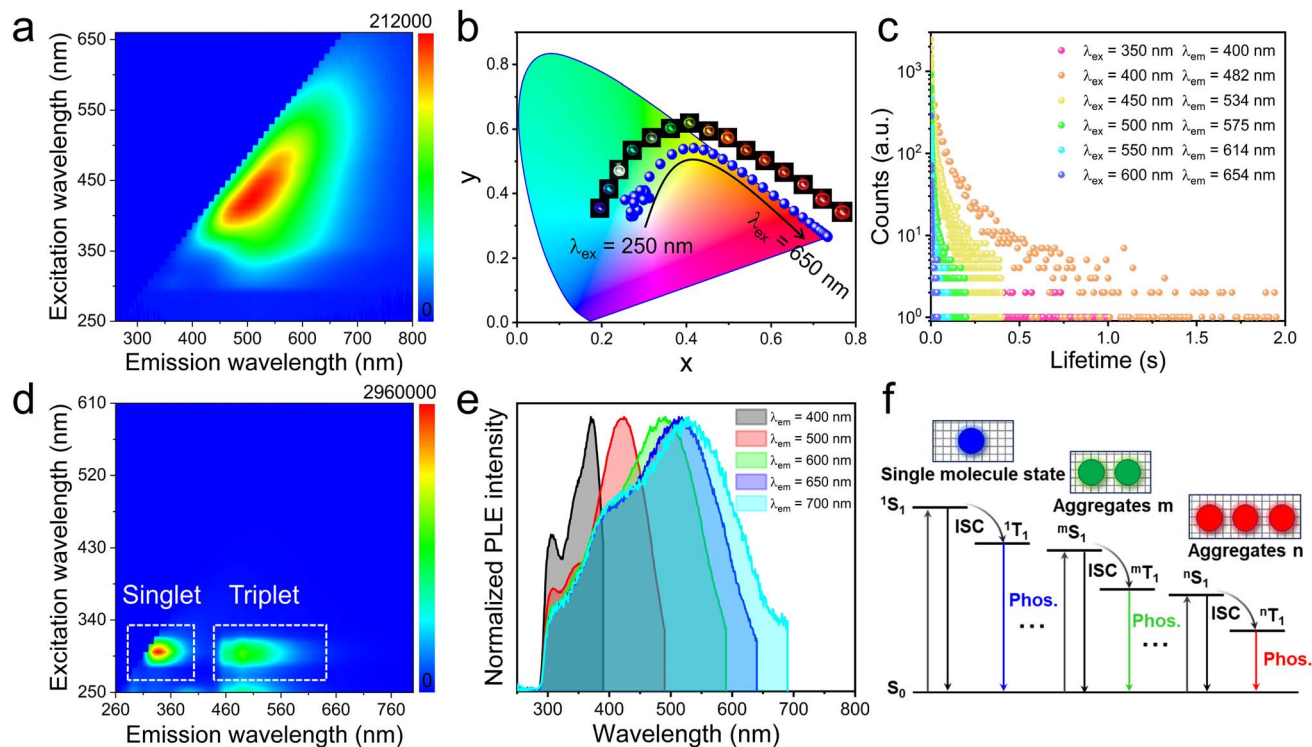 a
212000
Excitation wavelength (nm)
650
550
450
350
250
0
300 400 500 600 700 800
Emission wavelength (nm)
b
y
0.8
0.6
0.4
0.2
0.0
λex = 250 nm
λex = 650 nm
0.0 0.2 0.4 0.6 0.8
x
c
Counts (a.u.)
10³
10²
10¹
10⁰
λex = 350 nm λem = 400 nm
λex = 400 nm λem = 482 nm
λex = 450 nm λem = 534 nm
λex = 500 nm λem = 575 nm
λex = 550 nm λem = 614 nm
λex = 600 nm λem = 654 nm
0.0 0.5 1.0 1.5 2.0
Lifetime (s)
d
2960000
Excitation wavelength (nm)
610
520
430
340
250
Singlet Triplet
0
260 360 460 560 660 760
Emission wavelength (nm)
e
Normalized PLE intensity
λem = 400 nm
λem = 500 nm
λem = 600 nm
λem = 650 nm
λem = 700 nm
300 400 500 600 700 800
Wavelength (nm)
f
Single molecule state
Aggregates m
Aggregates n
¹S₁
ISC
¹T₁
ᵐS₁
ISC
ᵐT₁
ⁿS₁
ISC
ⁿT₁
Phos.
...
Phos.
...
Phos.
S₀